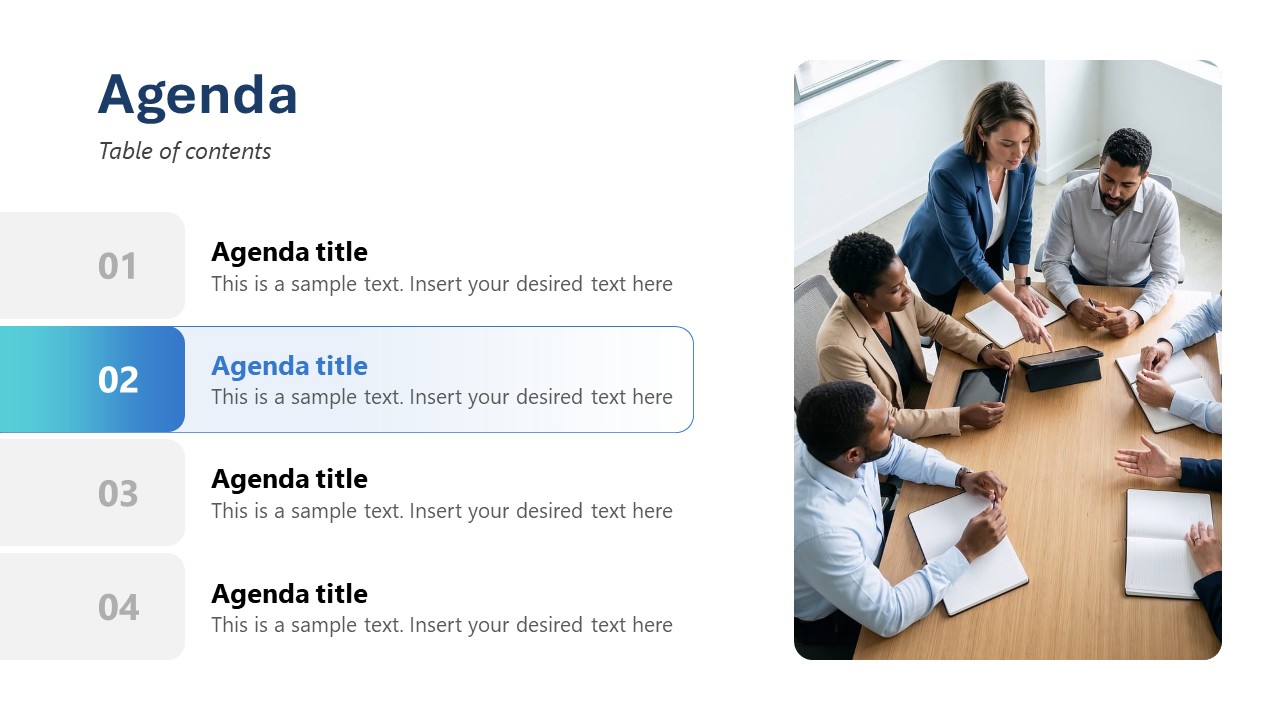 Agenda
Table of contents
01
Agenda title
This is a sample text. Insert your desired text here
02
Agenda title
This is a sample text. Insert your desired text here
03
Agenda title
This is a sample text. Insert your desired text here
04
Agenda title
This is a sample text. Insert your desired text here